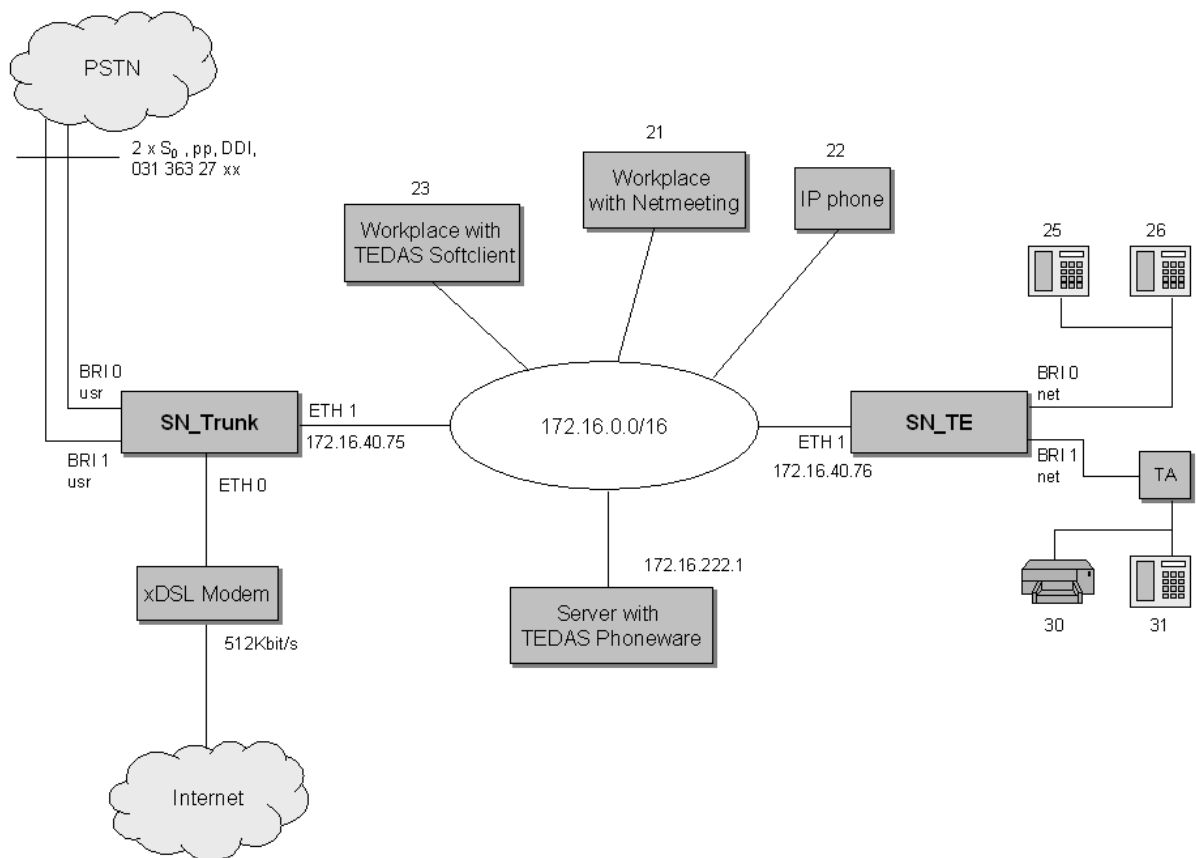 PSTN
2 x S0 , pp, DDI,
031 363 27 xx
23
Workplace with
TEDAS Softclient
21
Workplace
with Netmeeting
22
IP phone
25
26
BRI 0
usr
SN_Trunk
ETH 1
172.16.40.75
BRI 1
usr
ETH 0
172.16.0.0/16
ETH 1
172.16.40.76
SN_TE
BRI 0
net
BRI 1
net
TA
30
31
xDSL Modem
512Kbit/s
172.16.222.1
Server with
TEDAS Phoneware
Internet